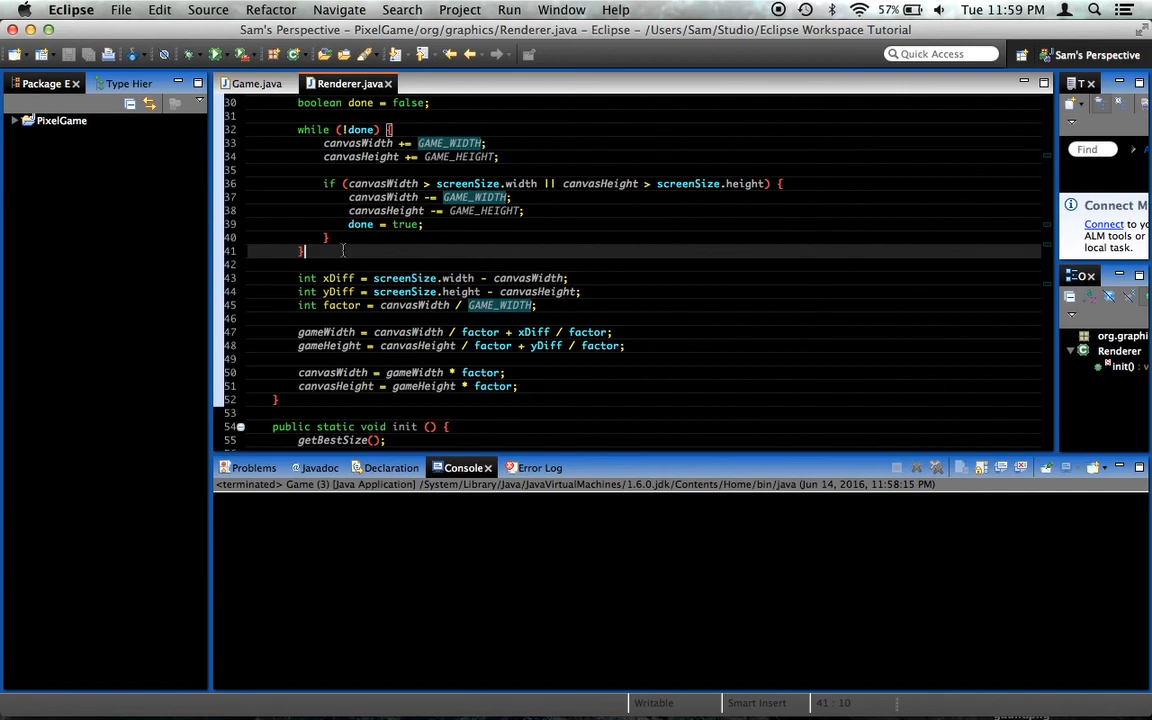 Eclipse File Edit Source Refactor Navigate Search Project Run Window Help 57% Tue 11:59 PM
Sam's Perspective - PixelGame/org/graphics/Renderer.java - Eclipse - /Users/Sam/Studio/Eclipse Workspace Tutorial
Quick Access Sam's Perspective
Package E Type Hier Game.java Renderer.java T
PixelGame
30 boolean done = false;
31
32 while (!done) {
33 canvasWidth += GAME_WIDTH;
34 canvasHeight += GAME_HEIGHT;
35
36 if (canvasWidth > screenSize.width || canvasHeight > screenSize.height) {
37 canvasWidth -= GAME_WIDTH;
38 canvasHeight -= GAME_HEIGHT;
39 done = true;
40 }
41 }
42
43 int xDiff = screenSize.width - canvasWidth;
44 int yDiff = screenSize.height - canvasHeight;
45 int factor = canvasWidth / GAME_WIDTH;
46
47 gameWidth = canvasWidth / factor + xDiff / factor;
48 gameHeight = canvasHeight / factor + yDiff / factor;
49
50 canvasWidth = gameWidth * factor;
51 canvasHeight = gameHeight * factor;
52 }
53
54 public static void init () {
55 getBestSize();
Find
Connect M
Connect to yo
ALM tools or
local task.
O
org.graphi
Renderer
init() : v
Problems Javadoc Declaration Console Error Log
<terminated> Game (3) [Java Application] /System/Library/Java/JavaVirtualMachines/1.6.0.jdk/Contents/Home/bin/java (Jun 14, 2016, 11:58:15 PM)
Writable Smart Insert 41 : 10